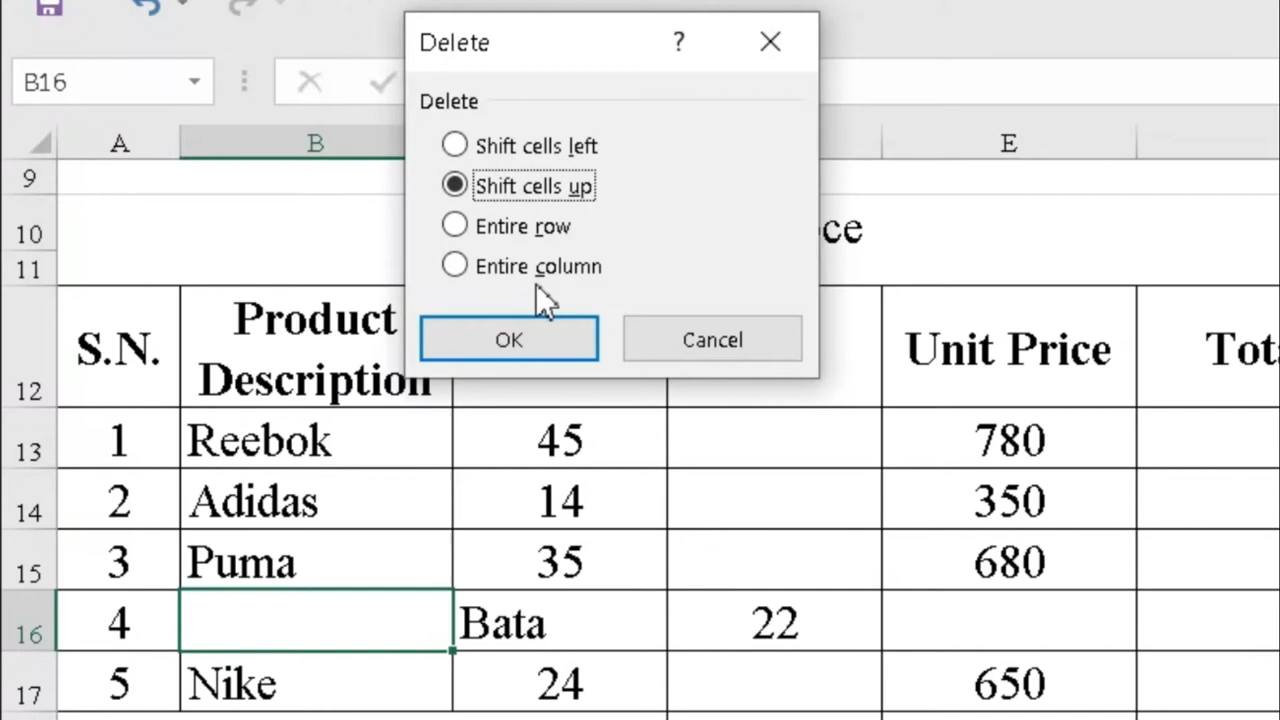 Delete
?
B16
Delete
Shift cells left
Shift cells up
Entire row
Entire column
OK
Cancel
A B E
9
10
11
12 S.N. Product Description Unit Price
13 1 Reebok 45 780
14 2 Adidas 14 350
15 3 Puma 35 680
16 4 Bata 22
17 5 Nike 24 650